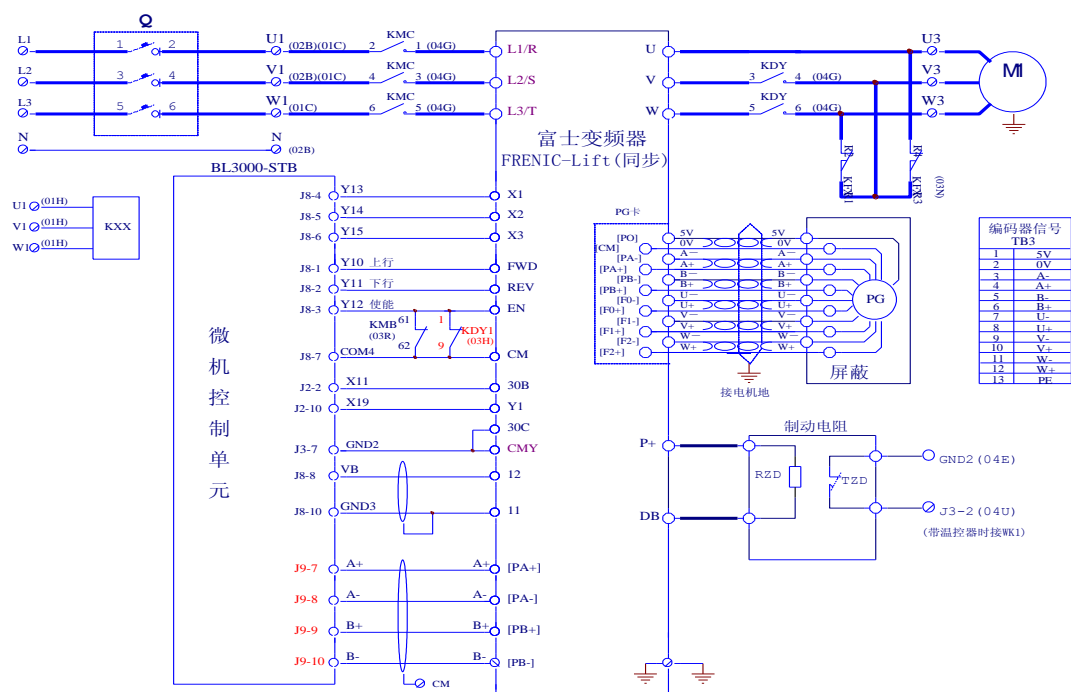 Q
L1 1 2 U1 (02B)(01C) 2 KMC 1 (04G) L1/R U U3
L2 3 4 V1 (02B)(01C) 4 KMC 3 (04G) L2/S V 3 KDY 4 (04G) V3 M1
L3 5 6 W1 (01C) 6 KMC 5 (04G) L3/T W 5 KDY 6 (04G) W3
N N (02B)
富士变频器
FRENIC-Lift(同步)
KFXR3 (03N)
BL3000-STB
微机控制单元
U1 (01H)
V1 (01H) KXX
W1 (01H)
J8-4 Y13 X1
J8-5 Y14 X2
J8-6 Y15 X3
J8-1 Y10 上行 FWD
J8-2 Y11 下行 REV
J8-3 Y12 使能 EN
KMB 61 1 KDY1
(03R) 62 9 (03H)
J8-7 COM4 CM
J2-2 X11 30B
J2-10 X19 Y1
30C
J3-7 GND2 CMY
J8-8 VB 12
J8-10 GND3 11
J9-7 A+ A+ [PA+]
J9-8 A- A- [PA-]
J9-9 B+ B+ [PB+]
J9-10 B- B- [PB-]
CM
PG卡
[PO] 5V 5V
[CM] 0V 0V
[PA-] A- A-
[PA+] A+ A+
[PB-] B- B-
[PB+] B+ B+
[F0-] U- U-
[F0+] U+ U+
[F1-] V- V-
[F1+] V+ V+
[F2-] W- W-
[F2+] W+ W+
PG
屏蔽
接电机地
编码器信号
TB3
1 5V
2 0V
3 A-
4 A+
5 B-
6 B+
7 U-
8 U+
9 V-
10 V+
11 W-
12 W+
13 PE
制动电阻
P+ RZD TZD GND2(04E)
DB J3-2(04U)
(带温控器时接WK1)